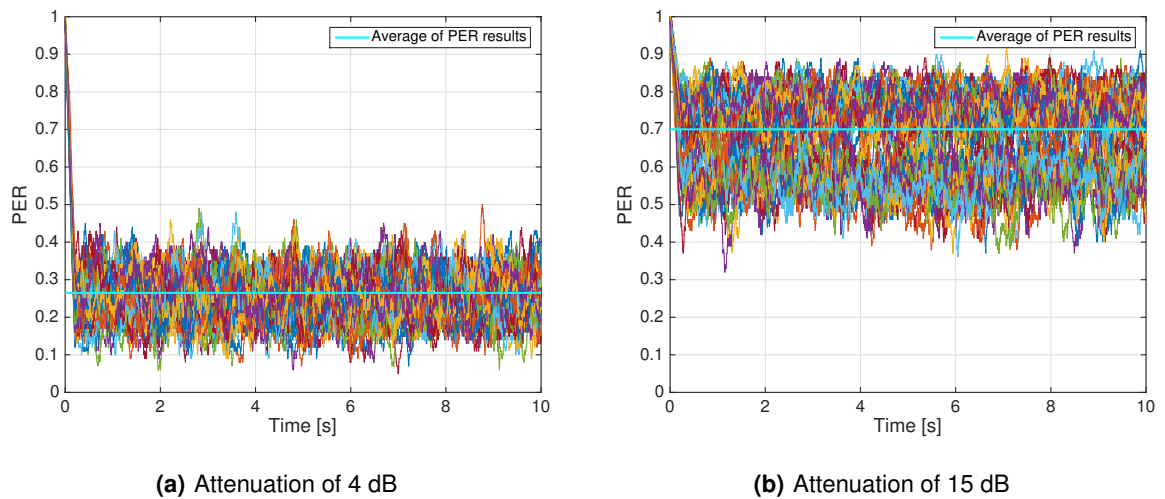 1
0.9
0.8
0.7
0.6
0.5
0.4
0.3
0.2
0.1
0
PER
0 2 4 6 8 10
Time [s]
Average of PER results
(a) Attenuation of 4 dB
1
0.9
0.8
0.7
0.6
0.5
0.4
0.3
0.2
0.1
0
PER
0 2 4 6 8 10
Time [s]
Average of PER results
(b) Attenuation of 15 dB